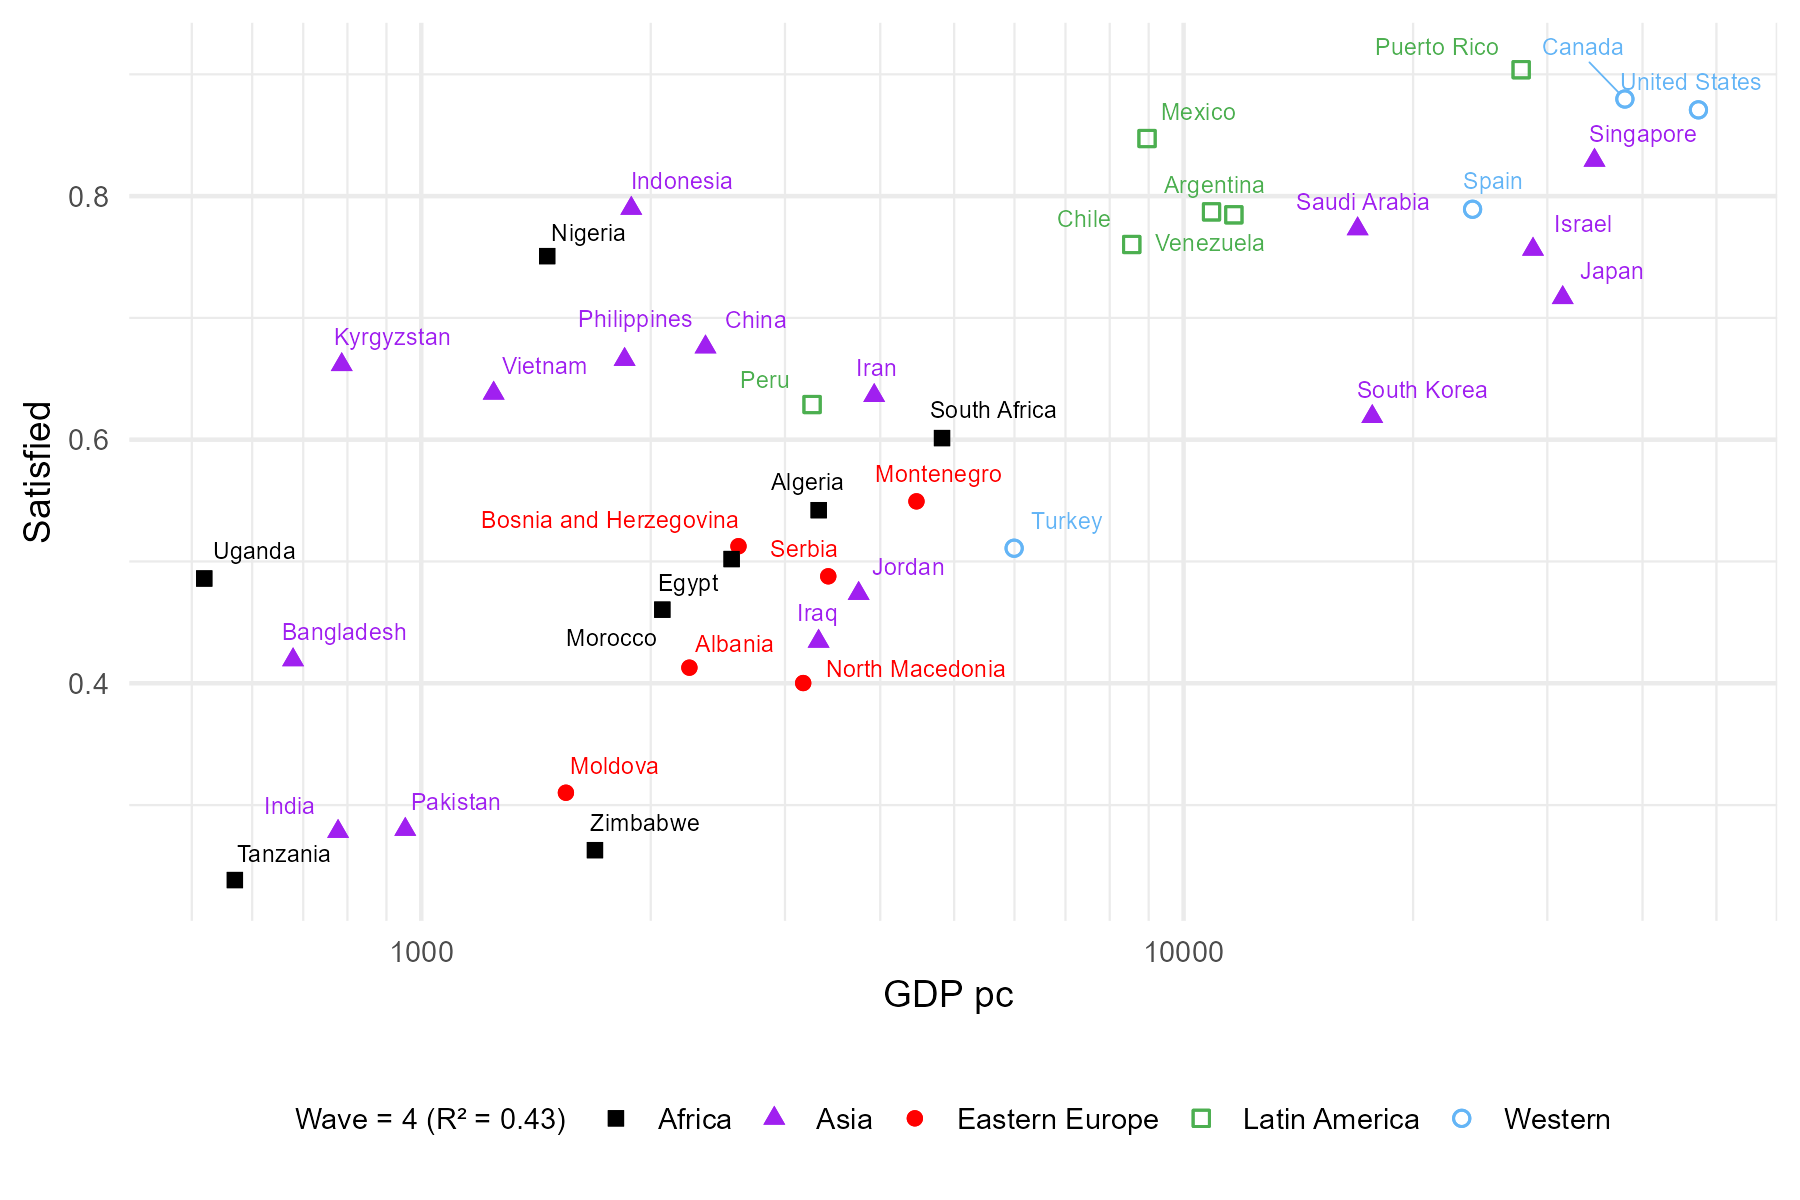 Puerto Rico
Canada
United States
Mexico
Singapore
Indonesia
Argentina
Spain
Saudi Arabia
0.8
Nigeria
Chile
Venezuela
Israel
Japan
Philippines
China
Kyrgyzstan
Vietnam
Iran
Peru
South Korea
South Africa
0.6
Montenegro
Algeria
Bosnia and Herzegovina
Turkey
Uganda
Serbia
Jordan
Egypt
Iraq
Bangladesh
Morocco
Albania
North Macedonia
0.4
Moldova
India
Pakistan
Zimbabwe
Tanzania
Satisfied
1000
10000
GDP pc
Wave = 4 (R² = 0.43) Africa Asia Eastern Europe Latin America Western